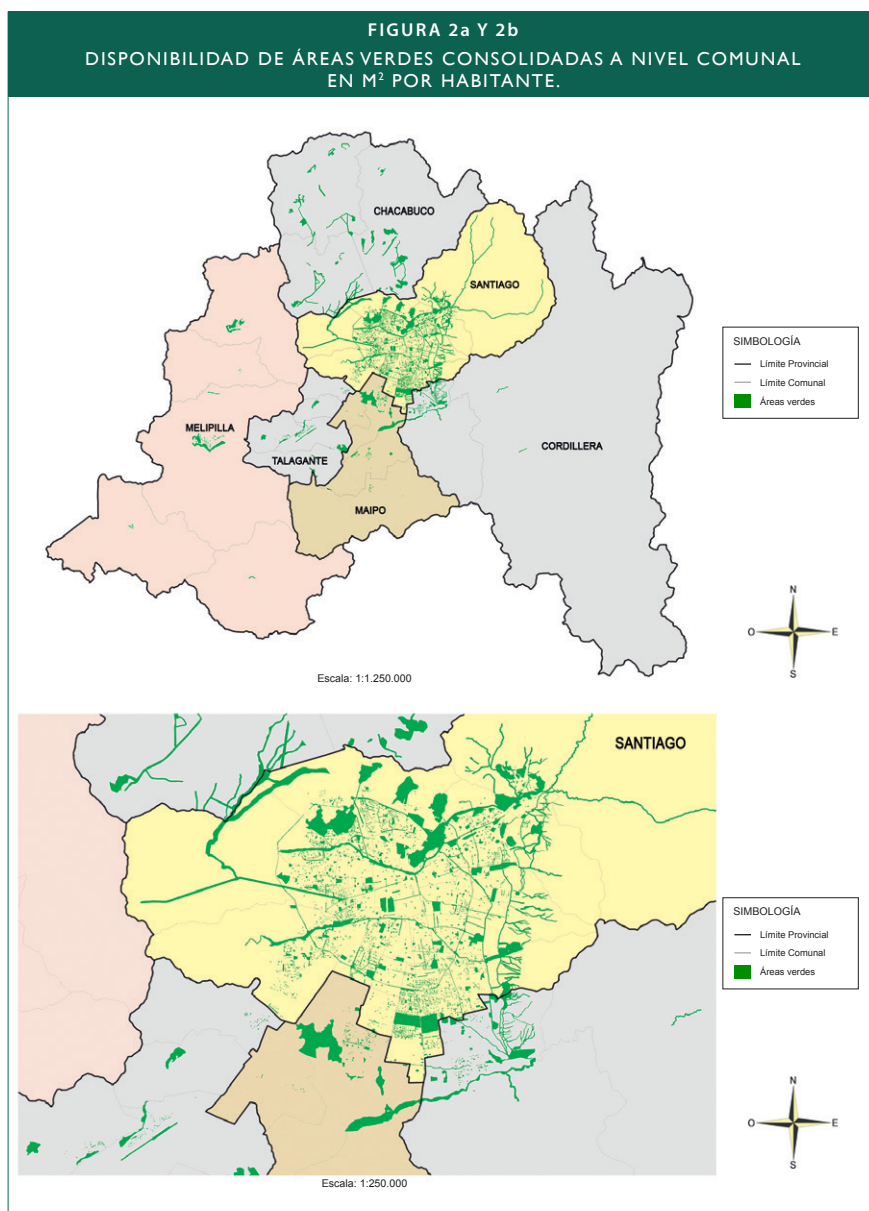 FIGURA 2a Y 2b
DISPONIBILIDAD DE ÁREAS VERDES CONSOLIDADAS A NIVEL COMUNAL
EN M² POR HABITANTE.
CHACABUCO
SANTIAGO
MELIPILLA
TALAGANTE
CORDILLERA
MAIPO
SIMBOLOGÍA
Límite Provincial
Límite Comunal
Áreas verdes
N
O
E
S
Escala: 1:1.250.000
SANTIAGO
SIMBOLOGÍA
Límite Provincial
Límite Comunal
Áreas verdes
N
O
E
S
Escala: 1:250.000